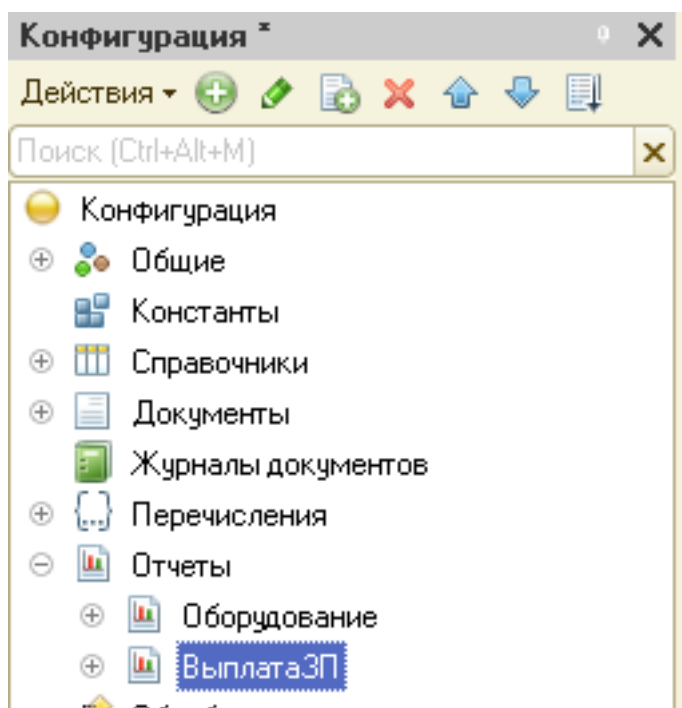 Конфигурация *
Действия
Поиск (Ctrl+Alt+M)
Конфигурация
Общие
Константы
Справочники
Документы
Журналы документов
Перечисления
Отчеты
Оборудование
ВыплатаЗП